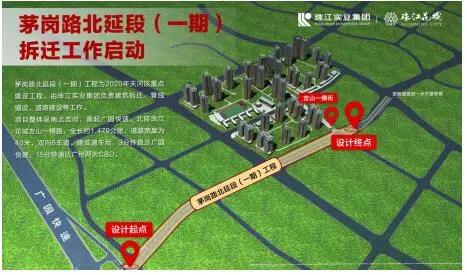 茅岗路北延段（一期）
拆迁工作启动
珠江实业集团
珠江花城
茅岗路北延段（一期）工程为2020年天河区重点
建设工程，由珠江实业集团负责建筑拆迁、管线
铺设、道路建设等工作。
项目整体呈南北走向，南起广园快速，北接珠江
花城吉山一横路，全长约1.479公里，道路宽度为
40米，双向6车道。建成通车后，3分钟直达广园
快速，15分钟通达广州两大CBD。
吉山一横街
设计终点
茅岗路北延段（一期）工程
设计起点
广园快速